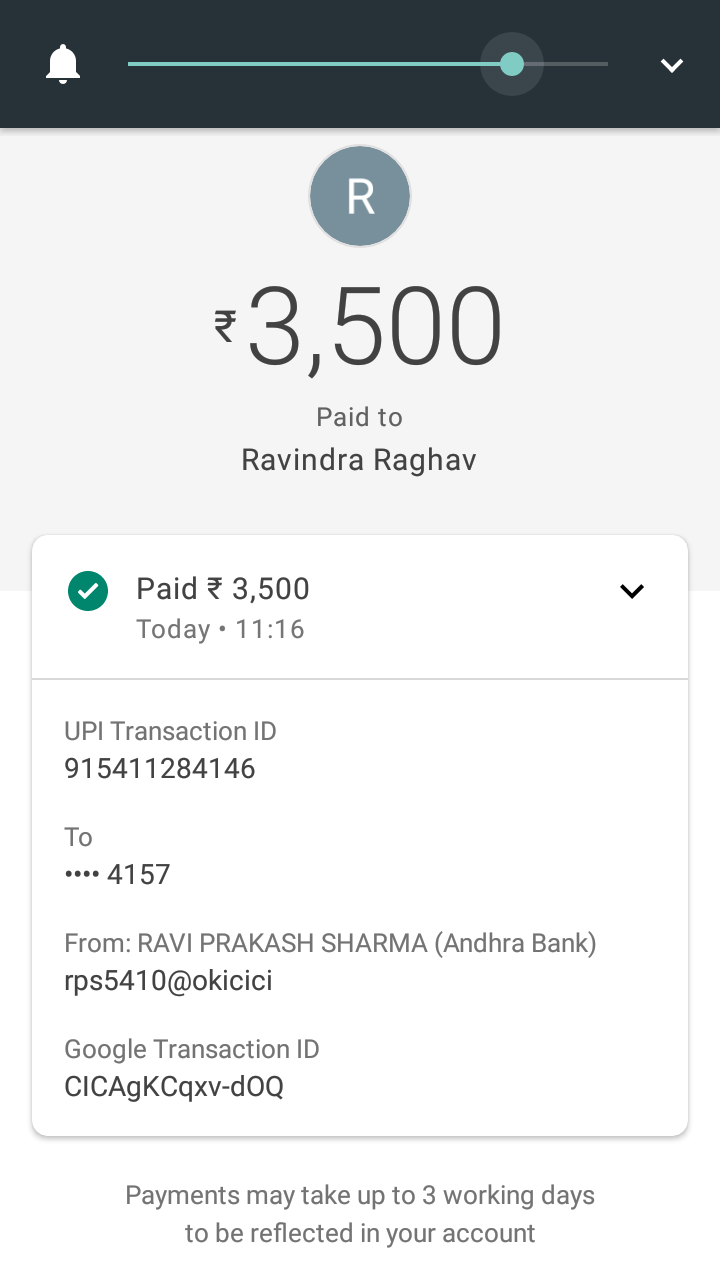 R
₹3,500
Paid to
Ravindra Raghav
Paid ₹ 3,500
Today • 11:16
UPI Transaction ID
915411284146
To
•••• 4157
From: RAVI PRAKASH SHARMA (Andhra Bank)
rps5410@okicici
Google Transaction ID
CICAgKCqxv-dOQ
Payments may take up to 3 working days
to be reflected in your account